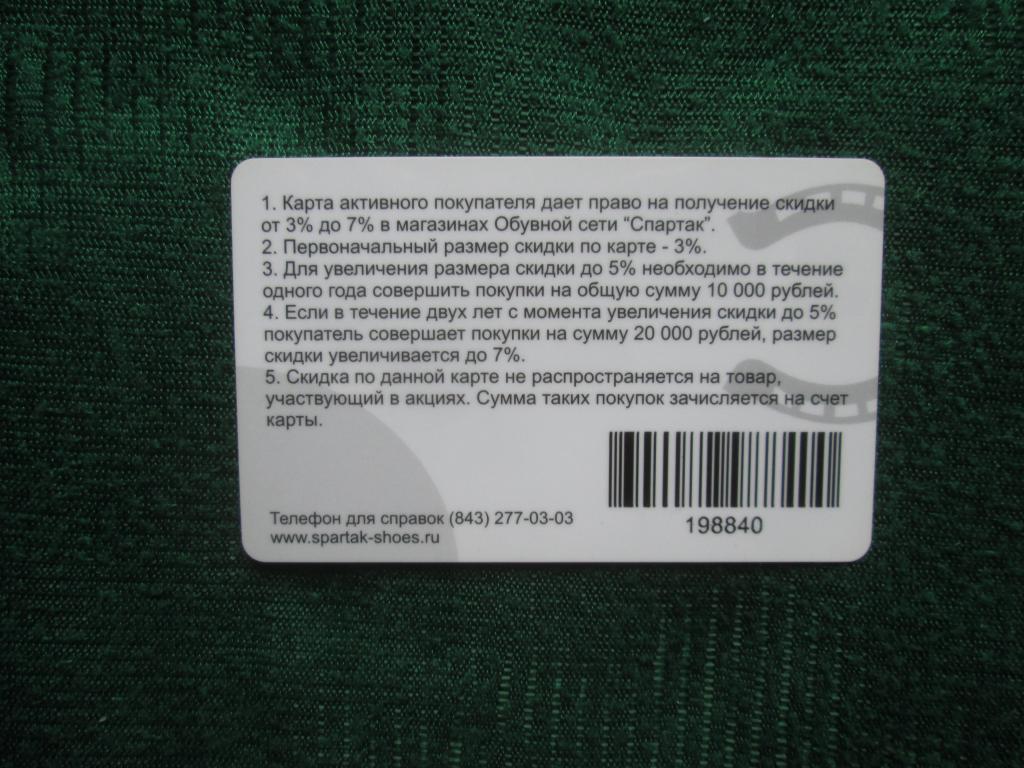 1. Карта активного покупателя дает право на получение скидки
от 3% до 7% в магазинах Обувной сети "Спартак".
2. Первоначальный размер скидки по карте - 3%.
3. Для увеличения размера скидки до 5% необходимо в течение
одного года совершить покупки на общую сумму 10 000 рублей.
4. Если в течение двух лет с момента увеличения скидки до 5%
покупатель совершает покупки на сумму 20 000 рублей, размер
скидки увеличивается до 7%.
5. Скидка по данной карте не распространяется на товар,
участвующий в акциях. Сумма таких покупок зачисляется на счет
карты.
Телефон для справок (843) 277-03-03
www.spartak-shoes.ru
198840